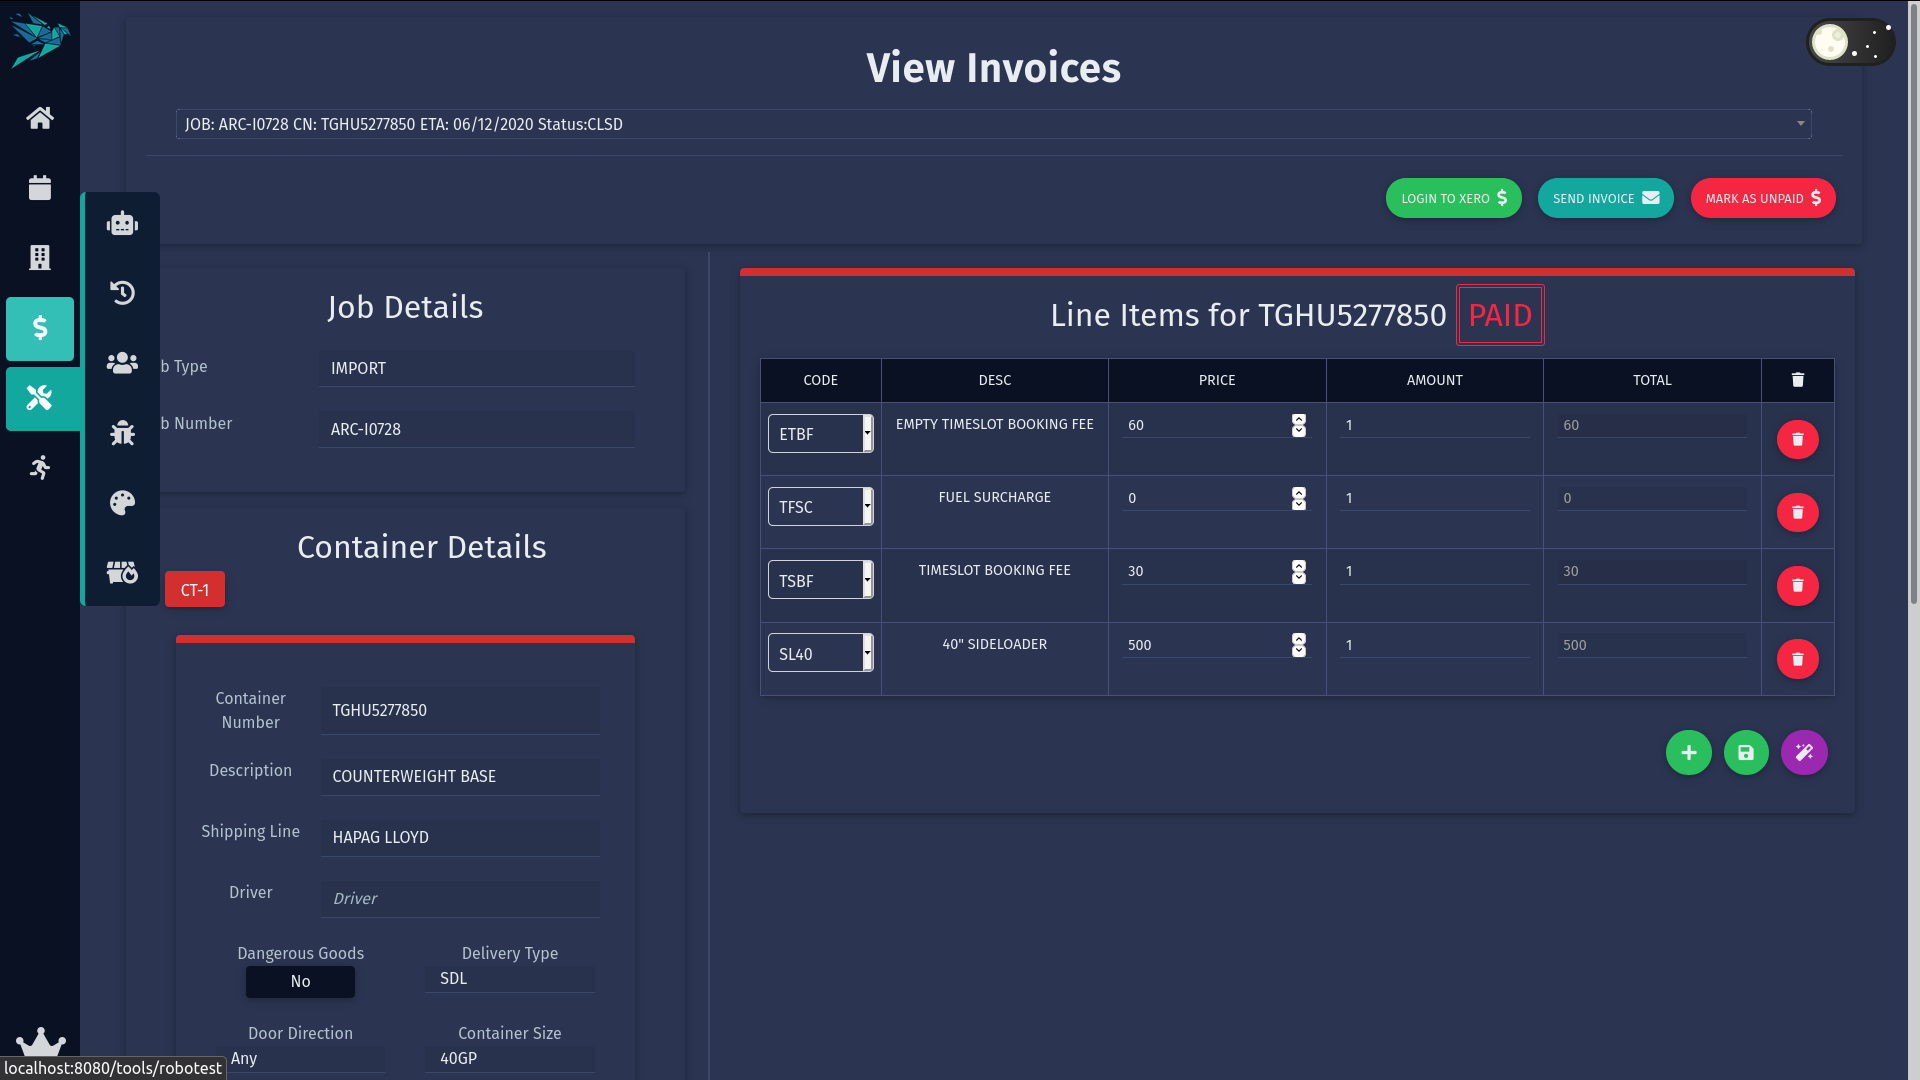 View Invoices
JOB: ARC-I0728 CN: TGHU5277850 ETA: 06/12/2020 Status:CLSD
LOGIN TO XERO
SEND INVOICE
MARK AS UNPAID
Job Details
b Type
IMPORT
b Number
ARC-I0728
Container Details
CT-1
Container
Number
TGHU5277850
Description
COUNTERWEIGHT BASE
Shipping Line
HAPAG LLOYD
Driver
Driver
Dangerous Goods
No
Delivery Type
SDL
Door Direction
Any
Container Size
40GP
Line Items for TGHU5277850 PAID
CODE DESC PRICE AMOUNT TOTAL
ETBF EMPTY TIMESLOT BOOKING FEE 60 1 60
TFSC FUEL SURCHARGE 0 1 0
TSBF TIMESLOT BOOKING FEE 30 1 30
SL40 40" SIDELOADER 500 1 500
localhost:8080/tools/robotest